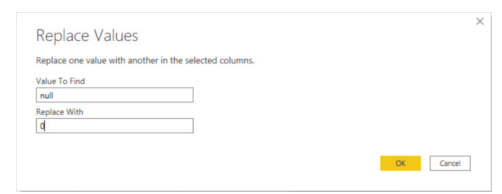 Replace Values
Replace one value with another in the selected columns.
Value To Find
null
Replace With
0
OK Cancel